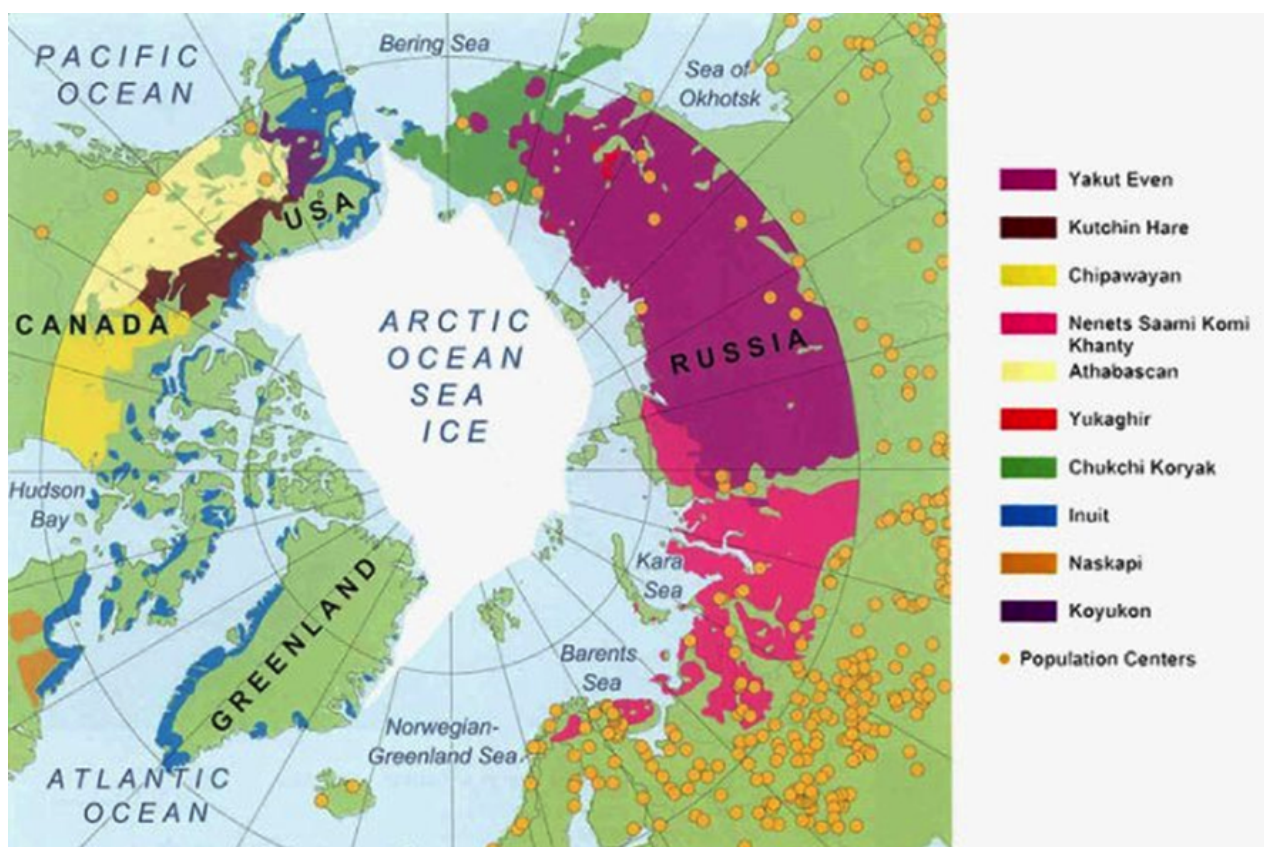 PACIFIC
OCEAN
Bering Sea
Sea of
Okhotsk
USA
CANADA
ARCTIC
OCEAN
SEA
ICE
RUSSIA
Hudson
Bay
GREENLAND
Kara
Sea
Barents
Sea
Norwegian-
Greenland Sea
ATLANTIC
OCEAN
Yakut Even
Kutchin Hare
Chipawayan
Nenets Saami Komi
Khanty
Athabascan
Yukaghir
Chukchi Koryak
Inuit
Naskapi
Koyukon
Population Centers